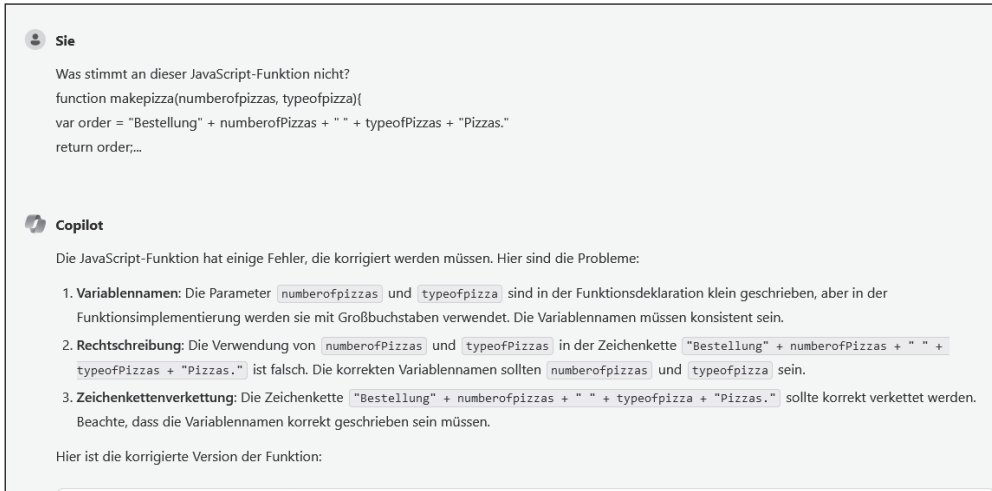 Sie
Was stimmt an dieser JavaScript-Funktion nicht?
function makepizza(numberofpizzas, typeofpizza){
var order = "Bestellung" + numberofPizzas + " " + typeofPizzas + "Pizzas."
return order;...
Copilot
Die JavaScript-Funktion hat einige Fehler, die korrigiert werden müssen. Hier sind die Probleme:
1. Variablennamen: Die Parameter numberofpizzas und typeofpizza sind in der Funktionsdeklaration klein geschrieben, aber in der
Funktionsimplementierung werden sie mit Großbuchstaben verwendet. Die Variablennamen müssen konsistent sein.
2. Rechtschreibung: Die Verwendung von numberofPizzas und typeofPizzas in der Zeichenkette "Bestellung" + numberofPizzas + " " +
typeofPizzas + "Pizzas." ist falsch. Die korrekten Variablennamen sollten numberofpizzas und typeofpizza sein.
3. Zeichenkettenverkettung: Die Zeichenkette "Bestellung" + numberofpizzas + " " + typeofpizza + "Pizzas." sollte korrekt verkettet werden.
Beachte, dass die Variablennamen korrekt geschrieben sein müssen.
Hier ist die korrigierte Version der Funktion: